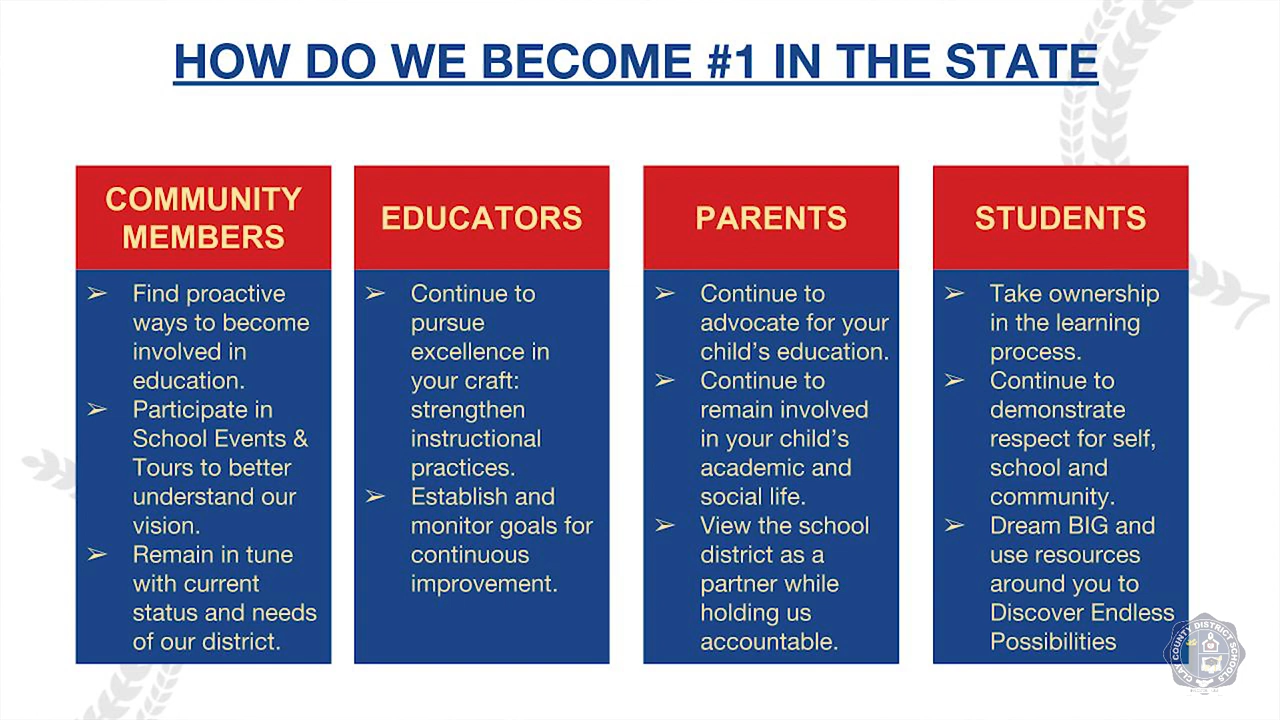 HOW DO WE BECOME #1 IN THE STATE
COMMUNITY
MEMBERS
➢ Find proactive
ways to become
involved in
education.
➢ Participate in
School Events &
Tours to better
understand our
vision.
➢ Remain in tune
with current
status and needs
of our district.
EDUCATORS
➢ Continue to
pursue
excellence in
your craft:
strengthen
instructional
practices.
➢ Establish and
monitor goals for
continuous
improvement.
PARENTS
➢ Continue to
advocate for your
child's education.
➢ Continue to
remain involved
in your child's
academic and
social life.
➢ View the school
district as a
partner while
holding us
accountable.
STUDENTS
➢ Take ownership
in the learning
process.
➢ Continue to
demonstrate
respect for self,
school and
community.
➢ Dream BIG and
use resources
around you to
Discover Endless
Possibilities
CLAY COUNTY DISTRICT SCHOOLS